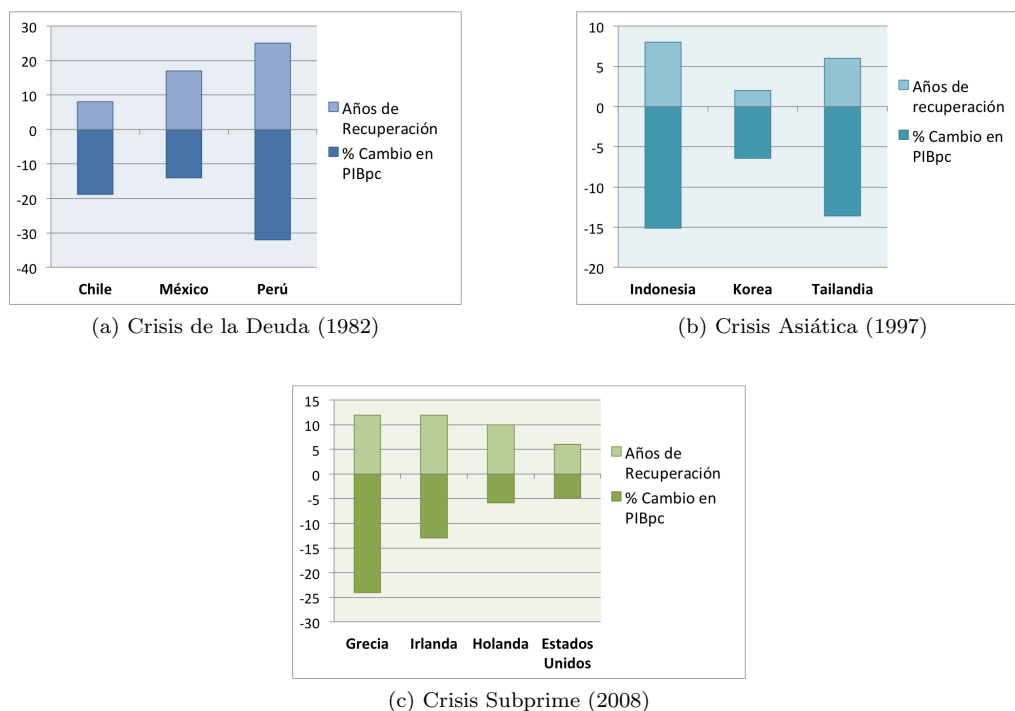 30
20
10
0
-10
-20
-30
-40
Chile México Perú
Años de
Recuperación
% Cambio en
PIBpc
(a) Crisis de la Deuda (1982)
10
5
0
-5
-10
-15
-20
Indonesia Korea Tailandia
Años de
recuperación
% Cambio en
PIBpc
(b) Crisis Asiática (1997)
15
10
5
0
-5
-10
-15
-20
-25
-30
Grecia Irlanda Holanda Estados
Unidos
Años de
Recuperación
% Cambio en
PIBpc
(c) Crisis Subprime (2008)